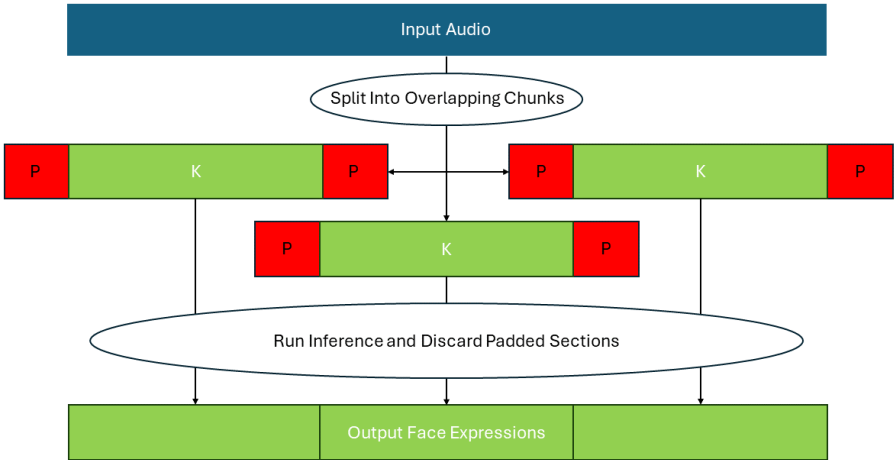 Input Audio
Split Into Overlapping Chunks
P K P P K P
P K P
Run Inference and Discard Padded Sections
Output Face Expressions